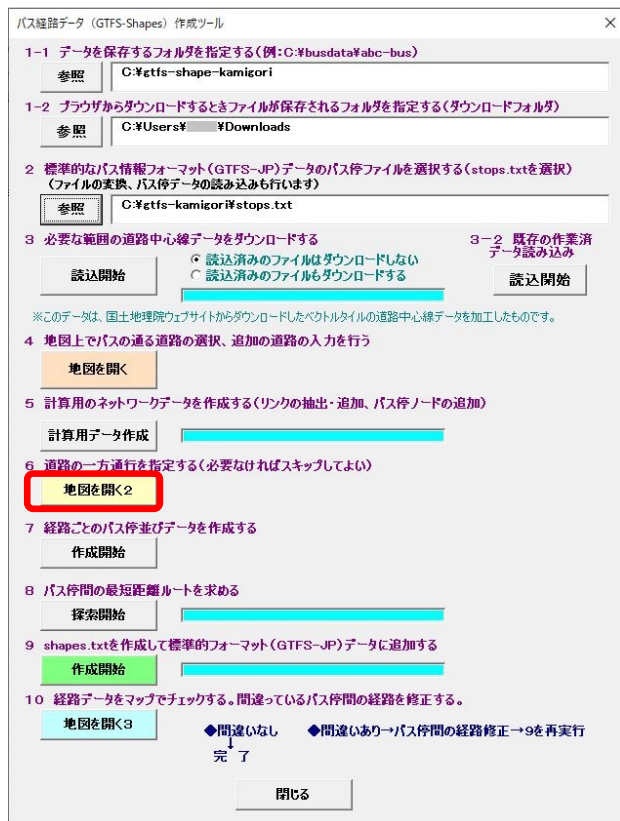 バス経路データ（GTFS-Shapes）作成ツール
1-1 データを保存するフォルダを指定する(例:C:¥busdata¥abc-bus)
参照 C:¥gtfs-shape-kamigori
1-2 ブラウザからダウンロードするときファイルが保存されるフォルダを指定する(ダウンロードフォルダ)
参照 C:¥Users¥ ¥Downloads
2 標準的なバス情報フォーマット(GTFS-JP)データのバス停ファイルを選択する(stops.txtを選択)
(ファイルの変換、バス停データの読み込みも行います)
参照 C:¥gtfs-kamigori¥stops.txt
3 必要な範囲の道路中心線データをダウンロードする
3-2 既存の作業済
データ読み込み
読込開始
読込済みのファイルはダウンロードしない
読込済みのファイルもダウンロードする
読込開始
※このデータは、国土地理院ウェブサイトからダウンロードしたベクトルタイルの道路中心線データを加工したものです。
4 地図上でバスの通る道路の選択、追加の道路の入力を行う
地図を開く
5 計算用のネットワークデータを作成する(リンクの抽出・追加、バス停ノードの追加)
計算用データ作成
6 道路の一方通行を指定する(必要なければスキップしてよい)
地図を開く2
7 経路ごとのバス停並びデータを作成する
作成開始
8 バス停間の最短距離ルートを求める
探索開始
9 shapes.txtを作成して標準的フォーマット(GTFS-JP)データに追加する
作成開始
10 経路データをマップでチェックする。間違っているバス停間の経路を修正する。
地図を開く3
◆間違いなし ◆間違いあり→バス停間の経路修正→9を再実行
↓
完 了
閉じる